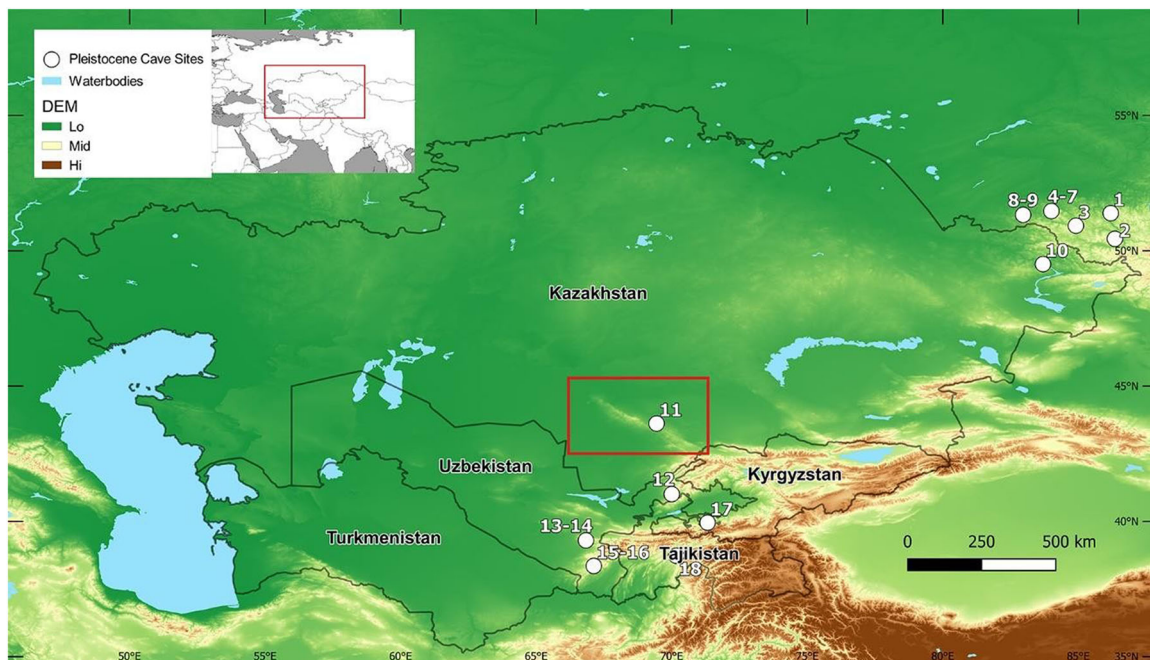 Pleistocene Cave Sites
Waterbodies
DEM
Lo
Mid
Hi
55°N
8-9
4-7
1
3
2
50°N
10
Kazakhstan
45°N
11
Uzbekistan
Kyrgyzstan
12
17
40°N
13-14
Turkmenistan
15-16
Tajikistan
18
0 250 500 km
50°E 55°E 60°E 65°E 70°E 75°E 80°E 85°E 35°N